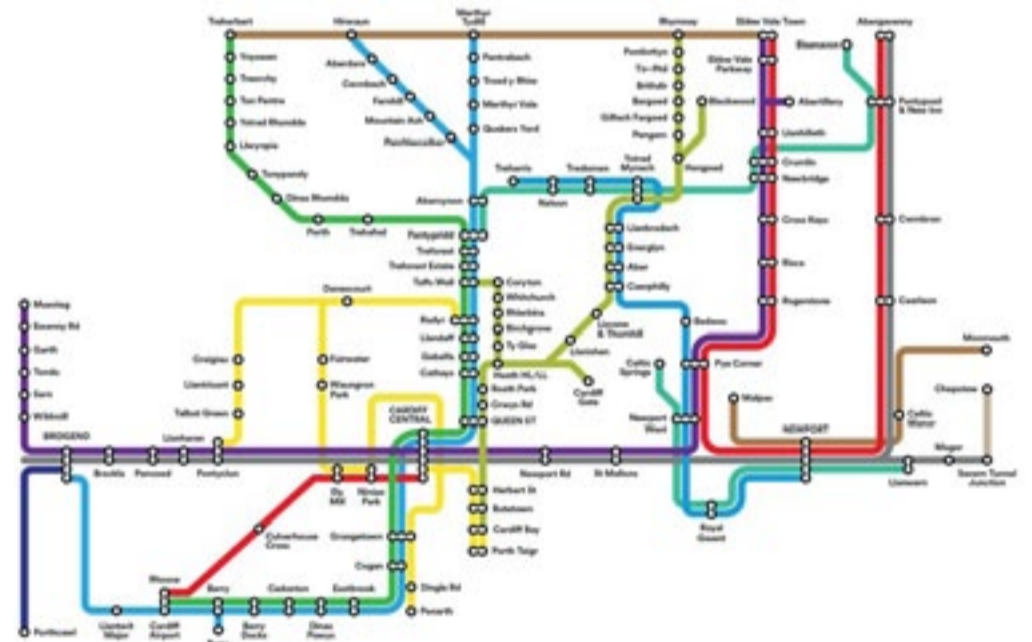 Treherbert
Hirwaun
Merthyr
Tydfil
Rhymney
Ebbw Vale Town
Abergavenny
Ynyswen
Treorchy
Ton Pentre
Ystrad Rhondda
Llwynypia
Tonypandy
Dinas Rhondda
Porth
Trehafod
Aberdare
Cwmbach
Fernhill
Mountain Ash
Penrhiwceiber
Pentrebach
Troed y Rhiw
Merthyr Vale
Quakers Yard
Abercynon
Pontypridd
Treforest
Treforest Estate
Taffs Well
Radyr
Llandaff
Cathays
Pontlottyn
Tir-Phil
Brithdir
Bargoed
Gilfach Fargoed
Pengam
Blackwood
Hengoed
Ebbw Vale
Parkway
Abertillery
Llanhilleth
Crumlin
Newbridge
Cross Keys
Risca
Rogerstone
Pye Corner
Pontypool
& New Inn
Cwmbran
Caerleon
Treharris
Nelson
Trelewis
Ystrad
Mynach
Llanbradach
Energlyn
Aber
Caerphilly
Lisvane
& Thornhill
Llanishen
Cardiff
Gate
Coryton
Whitchurch
Rhiwbina
Birchgrove
Ty Glas
Heath HL/LL
Roath Park
Crwys Rd
QUEEN ST
CARDIFF
CENTRAL
Danescourt
Fairwater
Waungron
Park
Creigiau
Llantrisant
Talbot Green
Llanharan
Pontyclun
Pencoed
Brackla
BRIDGEND
Garth
Tondu
Sarn
Wildmill
Ely
Mill
Ninian
Park
Culverhouse
Cross
Grangetown
Cogan
Dingle Rd
Penarth
Eastbrook
Dinas
Powys
Cadoxton
Barry
Docks
Barry
Rhoose
Cardiff
Airport
Llantwit
Major
Porthcawl
Herbert St
Butetown
Cardiff Bay
Porth Teigr
Newport Rd
St Mellons
Newport
West
Celtic
Springs
Royal
Gwent
NEWPORT
Malpas
Celtic
Manor
Monmouth
Chepstow
Magor
Severn Tunnel
Junction
Llanwern